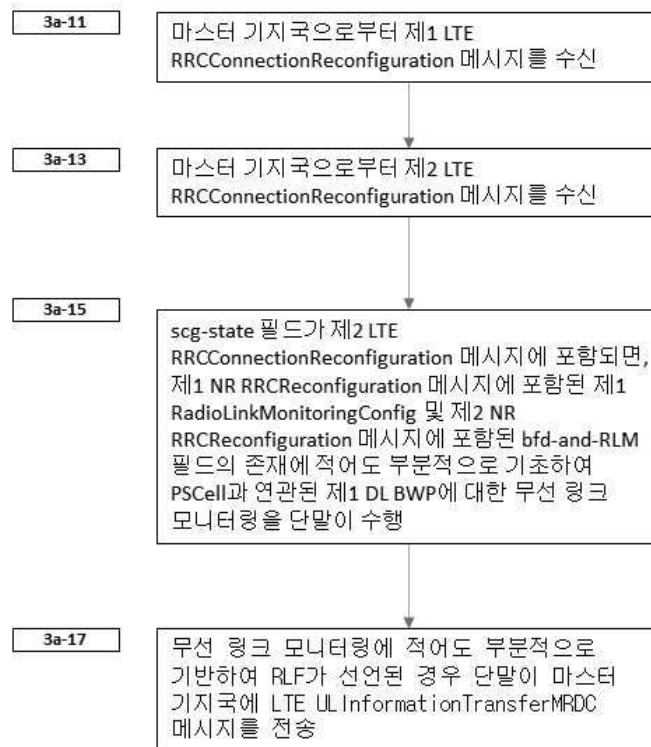 3a-11
마스터 기지국으로부터 제1 LTE
RRCConnectionReconfiguration 메시지를 수신
3a-13
마스터 기지국으로부터 제2 LTE
RRCConnectionReconfiguration 메시지를 수신
3a-15
scg-state 필드가 제2 LTE
RRCConnectionReconfiguration 메시지에 포함되면,
제1 NR RRCReconfiguration 메시지에 포함된 제1
RadioLinkMonitoringConfig 및 제2 NR
RRCReconfiguration 메시지에 포함된 bfd-and-RLM
필드의 존재에 적어도 부분적으로 기초하여
PSCell과 연관된 제1 DL BWP에 대한 무선 링크
모니터링을 단말이 수행
3a-17
무선 링크 모니터링에 적어도 부분적으로
기반하여 RLF가 선언된 경우 단말이 마스터
기지국에 LTE ULInformationTransferMRDC
메시지를 전송